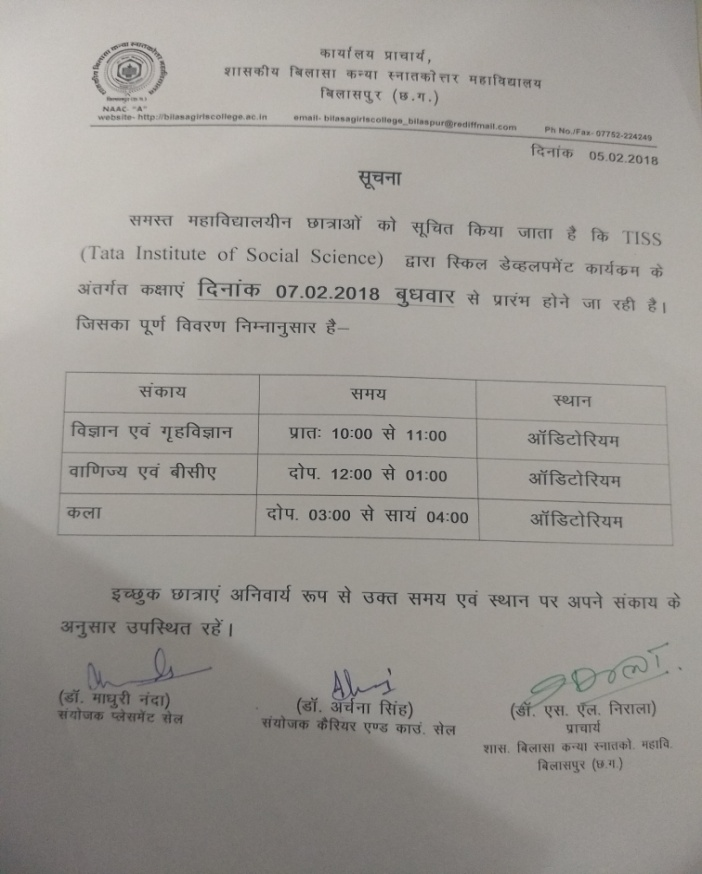 कार्यालय प्राचार्य,
शासकीय बिलासा कन्या स्नातकोत्तर महाविद्यालय
बिलासपुर (छ.ग.)
NAAC "A"
website- http://bilasagirlscollege.ac.in email- bilasagirlscollege_bilaspur@rediffmail.com Ph No./Fax- 07752-224249
दिनांक 05.02.2018
सूचना
समस्त महाविद्यालयीन छात्राओं को सूचित किया जाता है कि TISS
(Tata Institute of Social Science) द्वारा स्किल डेव्हलपमेंट कार्यकम के
अंतर्गत कक्षाएं दिनांक 07.02.2018 बुधवार से प्रारंभ होने जा रही है।
जिसका पूर्ण विवरण निम्नानुसार है–
संकाय समय स्थान
विज्ञान एवं गृहविज्ञान प्रातः 10:00 से 11:00 ऑडिटोरियम
वाणिज्य एवं बीसीए दोप. 12:00 से 01:00 ऑडिटोरियम
कला दोप. 03:00 से सायं 04:00 ऑडिटोरियम
इच्छुक छात्राएं अनिवार्य रूप से उक्त समय एवं स्थान पर अपने संकाय के
अनुसार उपस्थित रहें।
(डॉ. माधुरी नंदा) (डॉ. अर्चना सिंह) (डॉ. एस. एल. निराला)
संयोजक प्लेसमेंट सेल संयोजक कैरियर एण्ड काउं. सेल प्राचार्य
शास. बिलासा कन्या स्नातको. महावि.
बिलासपुर (छ.ग.)